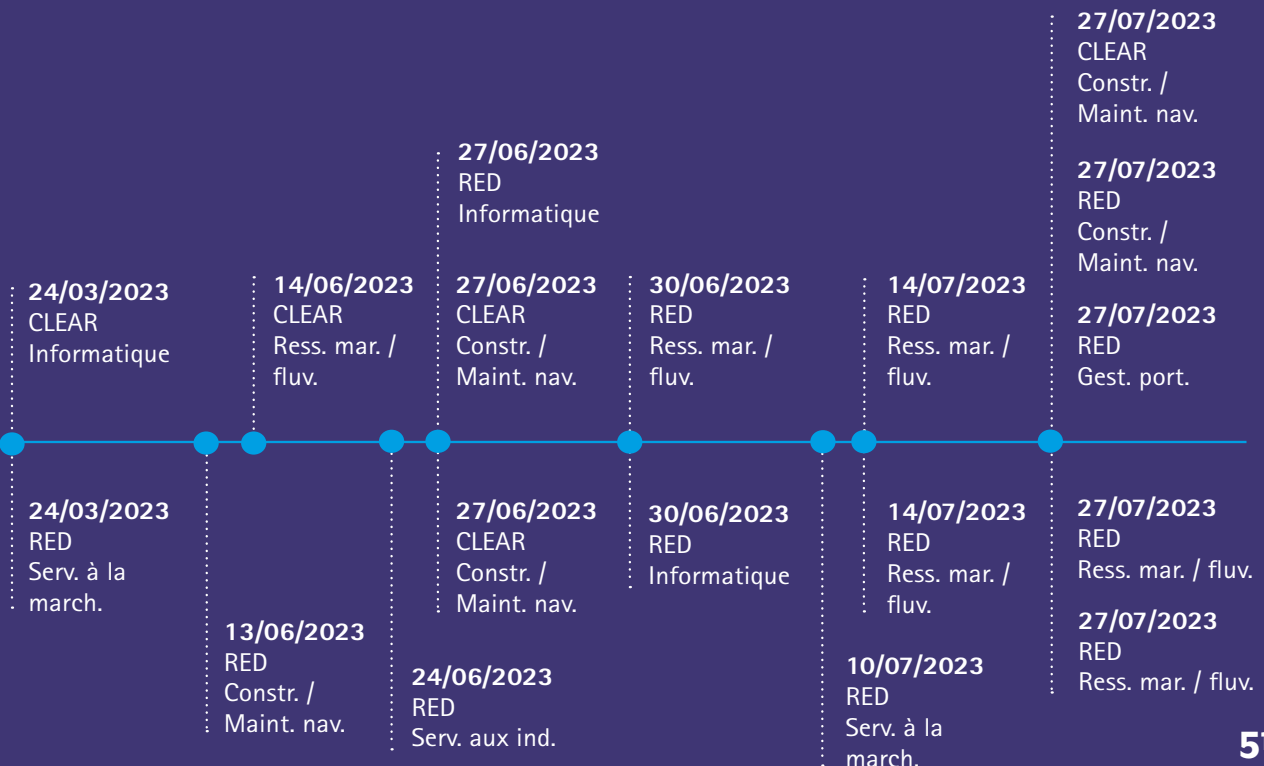 27/07/2023
CLEAR
Constr. /
Maint. nav.
27/06/2023
RED
Informatique
27/07/2023
RED
Constr. /
Maint. nav.
24/03/2023
CLEAR
Informatique
14/06/2023
CLEAR
Ress. mar. /
fluv.
27/06/2023
CLEAR
Constr. /
Maint. nav.
30/06/2023
RED
Ress. mar. /
fluv.
14/07/2023
RED
Ress. mar. /
fluv.
27/07/2023
RED
Gest. port.
24/03/2023
RED
Serv. à la
march.
13/06/2023
RED
Constr. /
Maint. nav.
24/06/2023
RED
Serv. aux ind.
27/06/2023
CLEAR
Constr. /
Maint. nav.
30/06/2023
RED
Informatique
10/07/2023
RED
Serv. à la
march.
14/07/2023
RED
Ress. mar. /
fluv.
27/07/2023
RED
Ress. mar. / fluv.
27/07/2023
RED
Ress. mar. / fluv.